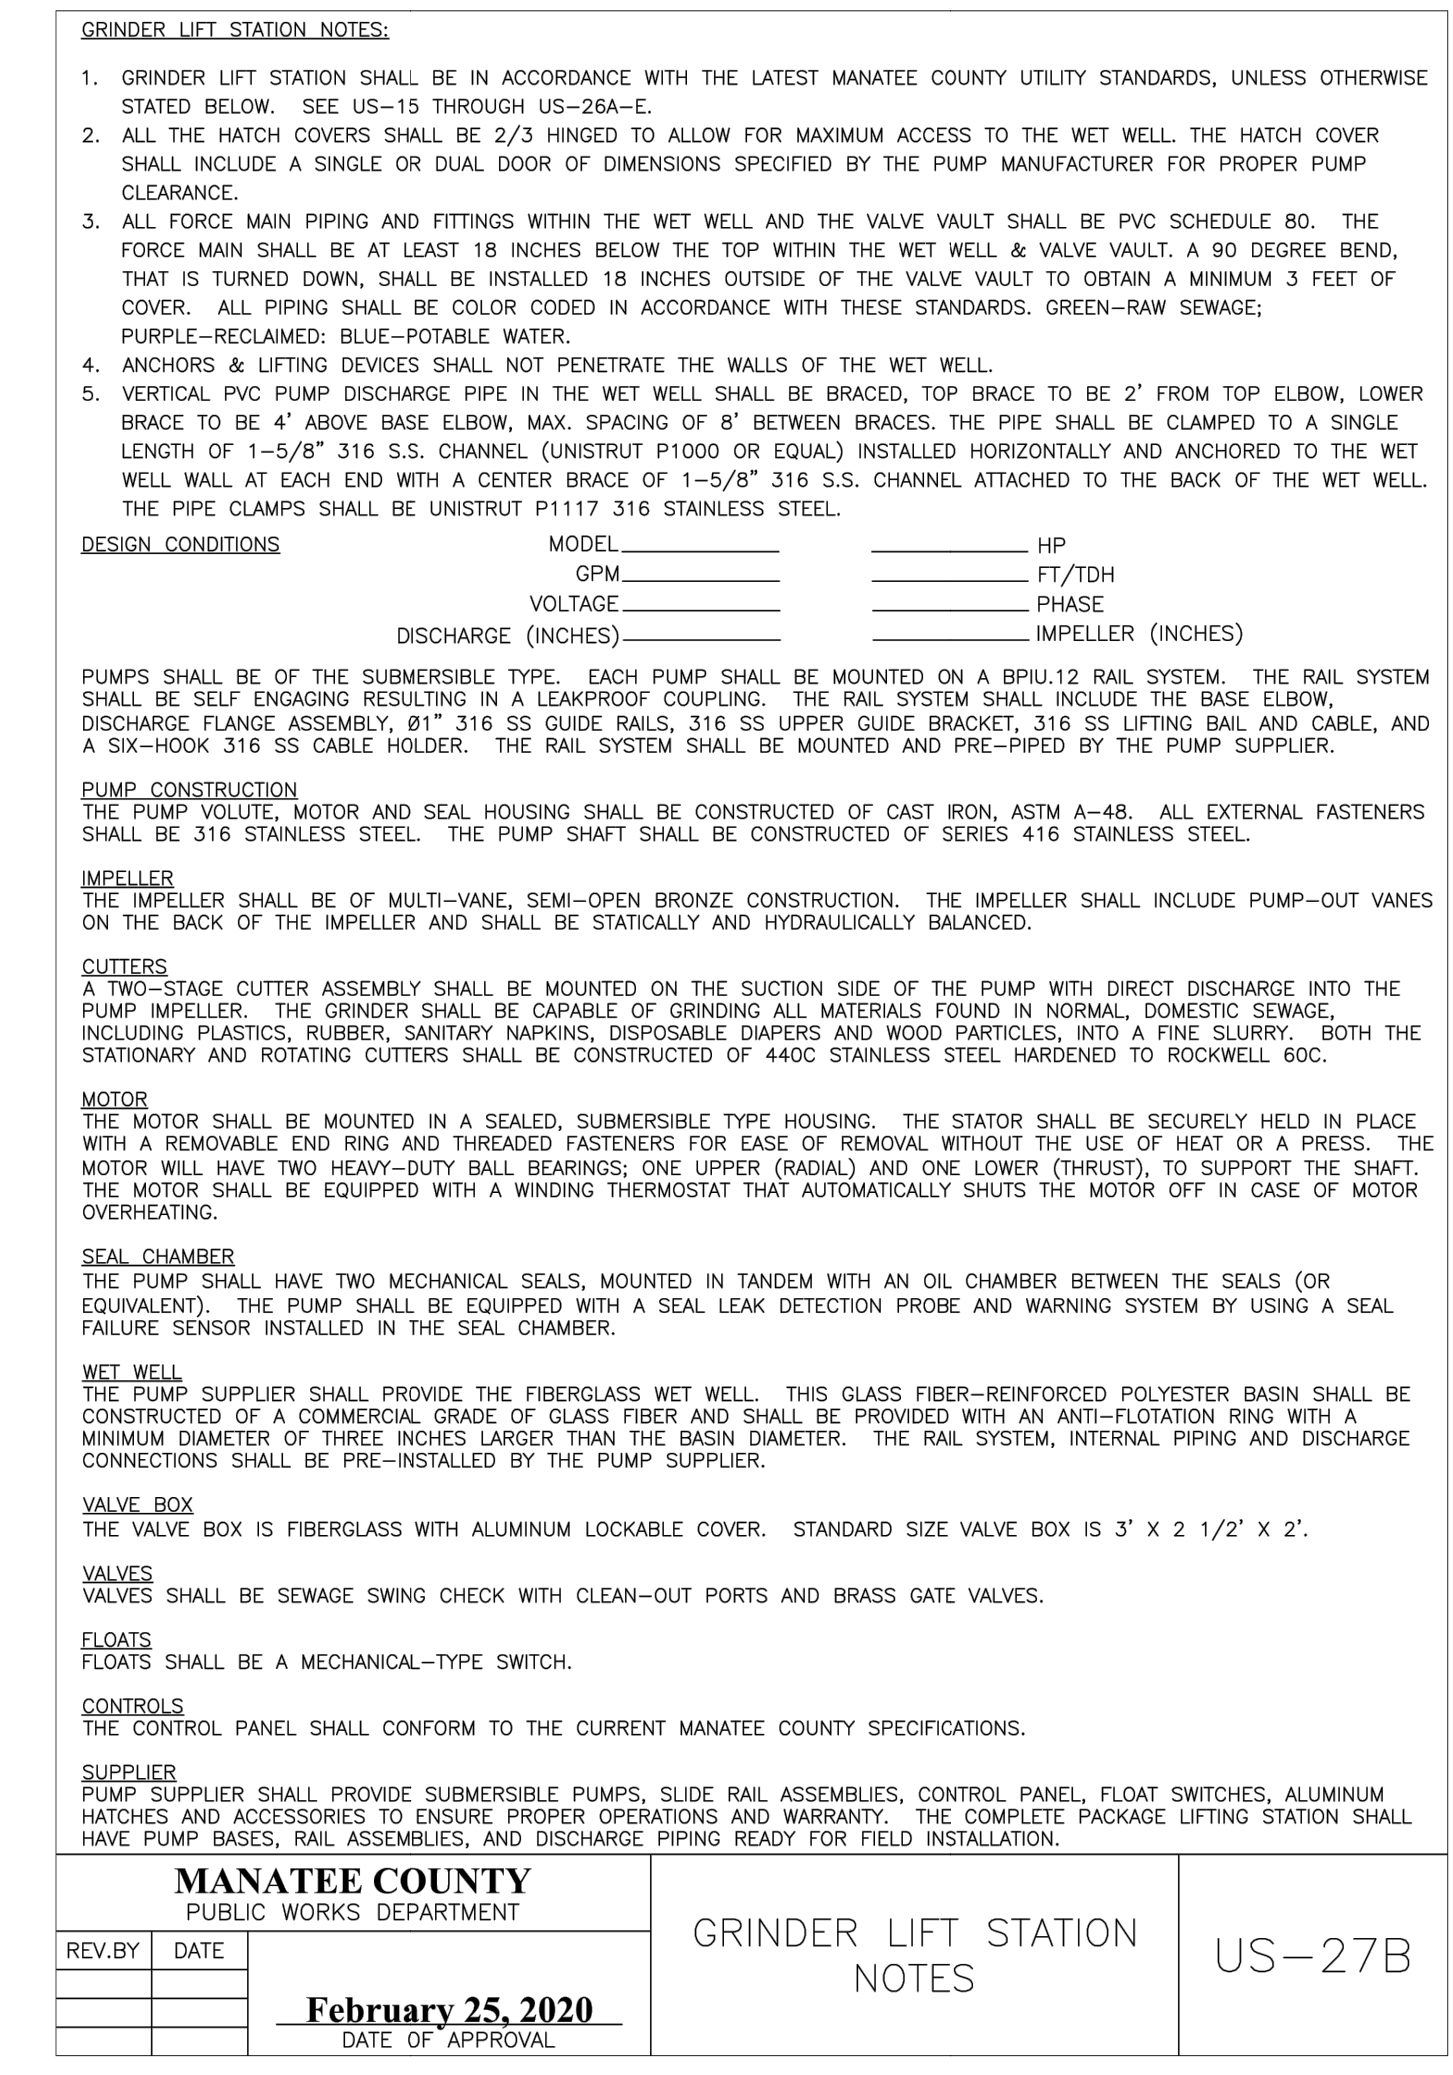 GRINDER LIFT STATION NOTES:
1. GRINDER LIFT STATION SHALL BE IN ACCORDANCE WITH THE LATEST MANATEE COUNTY UTILITY STANDARDS, UNLESS OTHERWISE
STATED BELOW. SEE US-15 THROUGH US-26A-E.
2. ALL THE HATCH COVERS SHALL BE 2/3 HINGED TO ALLOW FOR MAXIMUM ACCESS TO THE WET WELL. THE HATCH COVER
SHALL INCLUDE A SINGLE OR DUAL DOOR OF DIMENSIONS SPECIFIED BY THE PUMP MANUFACTURER FOR PROPER PUMP
CLEARANCE.
3. ALL FORCE MAIN PIPING AND FITTINGS WITHIN THE WET WELL AND THE VALVE VAULT SHALL BE PVC SCHEDULE 80. THE
FORCE MAIN SHALL BE AT LEAST 18 INCHES BELOW THE TOP WITHIN THE WET WELL & VALVE VAULT. A 90 DEGREE BEND,
THAT IS TURNED DOWN, SHALL BE INSTALLED 18 INCHES OUTSIDE OF THE VALVE VAULT TO OBTAIN A MINIMUM 3 FEET OF
COVER. ALL PIPING SHALL BE COLOR CODED IN ACCORDANCE WITH THESE STANDARDS. GREEN-RAW SEWAGE;
PURPLE-RECLAIMED: BLUE-POTABLE WATER.
4. ANCHORS & LIFTING DEVICES SHALL NOT PENETRATE THE WALLS OF THE WET WELL.
5. VERTICAL PVC PUMP DISCHARGE PIPE IN THE WET WELL SHALL BE BRACED, TOP BRACE TO BE 2' FROM TOP ELBOW, LOWER
BRACE TO BE 4' ABOVE BASE ELBOW, MAX. SPACING OF 8' BETWEEN BRACES. THE PIPE SHALL BE CLAMPED TO A SINGLE
LENGTH OF 1-5/8" 316 S.S. CHANNEL (UNISTRUT P1000 OR EQUAL) INSTALLED HORIZONTALLY AND ANCHORED TO THE WET
WELL WALL AT EACH END WITH A CENTER BRACE OF 1-5/8" 316 S.S. CHANNEL ATTACHED TO THE BACK OF THE WET WELL.
THE PIPE CLAMPS SHALL BE UNISTRUT P1117 316 STAINLESS STEEL.
DESIGN CONDITIONS MODEL HP
GPM FT/TDH
VOLTAGE PHASE
DISCHARGE (INCHES) IMPELLER (INCHES)
PUMPS SHALL BE OF THE SUBMERSIBLE TYPE. EACH PUMP SHALL BE MOUNTED ON A BPIU.12 RAIL SYSTEM. THE RAIL SYSTEM
SHALL BE SELF ENGAGING RESULTING IN A LEAKPROOF COUPLING. THE RAIL SYSTEM SHALL INCLUDE THE BASE ELBOW,
DISCHARGE FLANGE ASSEMBLY, Ø1" 316 SS GUIDE RAILS, 316 SS UPPER GUIDE BRACKET, 316 SS LIFTING BAIL AND CABLE, AND
A SIX-HOOK 316 SS CABLE HOLDER. THE RAIL SYSTEM SHALL BE MOUNTED AND PRE-PIPED BY THE PUMP SUPPLIER.
PUMP CONSTRUCTION
THE PUMP VOLUTE, MOTOR AND SEAL HOUSING SHALL BE CONSTRUCTED OF CAST IRON, ASTM A-48. ALL EXTERNAL FASTENERS
SHALL BE 316 STAINLESS STEEL. THE PUMP SHAFT SHALL BE CONSTRUCTED OF SERIES 416 STAINLESS STEEL.
IMPELLER
THE IMPELLER SHALL BE OF MULTI-VANE, SEMI-OPEN BRONZE CONSTRUCTION. THE IMPELLER SHALL INCLUDE PUMP-OUT VANES
ON THE BACK OF THE IMPELLER AND SHALL BE STATICALLY AND HYDRAULICALLY BALANCED.
CUTTERS
A TWO-STAGE CUTTER ASSEMBLY SHALL BE MOUNTED ON THE SUCTION SIDE OF THE PUMP WITH DIRECT DISCHARGE INTO THE
PUMP IMPELLER. THE GRINDER SHALL BE CAPABLE OF GRINDING ALL MATERIALS FOUND IN NORMAL, DOMESTIC SEWAGE,
INCLUDING PLASTICS, RUBBER, SANITARY NAPKINS, DISPOSABLE DIAPERS AND WOOD PARTICLES, INTO A FINE SLURRY. BOTH THE
STATIONARY AND ROTATING CUTTERS SHALL BE CONSTRUCTED OF 440C STAINLESS STEEL HARDENED TO ROCKWELL 60C.
MOTOR
THE MOTOR SHALL BE MOUNTED IN A SEALED, SUBMERSIBLE TYPE HOUSING. THE STATOR SHALL BE SECURELY HELD IN PLACE
WITH A REMOVABLE END RING AND THREADED FASTENERS FOR EASE OF REMOVAL WITHOUT THE USE OF HEAT OR A PRESS. THE
MOTOR WILL HAVE TWO HEAVY-DUTY BALL BEARINGS; ONE UPPER (RADIAL) AND ONE LOWER (THRUST), TO SUPPORT THE SHAFT.
THE MOTOR SHALL BE EQUIPPED WITH A WINDING THERMOSTAT THAT AUTOMATICALLY SHUTS THE MOTOR OFF IN CASE OF MOTOR
OVERHEATING.
SEAL CHAMBER
THE PUMP SHALL HAVE TWO MECHANICAL SEALS, MOUNTED IN TANDEM WITH AN OIL CHAMBER BETWEEN THE SEALS (OR
EQUIVALENT). THE PUMP SHALL BE EQUIPPED WITH A SEAL LEAK DETECTION PROBE AND WARNING SYSTEM BY USING A SEAL
FAILURE SENSOR INSTALLED IN THE SEAL CHAMBER.
WET WELL
THE PUMP SUPPLIER SHALL PROVIDE THE FIBERGLASS WET WELL. THIS GLASS FIBER-REINFORCED POLYESTER BASIN SHALL BE
CONSTRUCTED OF A COMMERCIAL GRADE OF GLASS FIBER AND SHALL BE PROVIDED WITH AN ANTI-FLOTATION RING WITH A
MINIMUM DIAMETER OF THREE INCHES LARGER THAN THE BASIN DIAMETER. THE RAIL SYSTEM, INTERNAL PIPING AND DISCHARGE
CONNECTIONS SHALL BE PRE-INSTALLED BY THE PUMP SUPPLIER.
VALVE BOX
THE VALVE BOX IS FIBERGLASS WITH ALUMINUM LOCKABLE COVER. STANDARD SIZE VALVE BOX IS 3' X 2 1/2' X 2'.
VALVES
VALVES SHALL BE SEWAGE SWING CHECK WITH CLEAN-OUT PORTS AND BRASS GATE VALVES.
FLOATS
FLOATS SHALL BE A MECHANICAL-TYPE SWITCH.
CONTROLS
THE CONTROL PANEL SHALL CONFORM TO THE CURRENT MANATEE COUNTY SPECIFICATIONS.
SUPPLIER
PUMP SUPPLIER SHALL PROVIDE SUBMERSIBLE PUMPS, SLIDE RAIL ASSEMBLIES, CONTROL PANEL, FLOAT SWITCHES, ALUMINUM
HATCHES AND ACCESSORIES TO ENSURE PROPER OPERATIONS AND WARRANTY. THE COMPLETE PACKAGE LIFTING STATION SHALL
HAVE PUMP BASES, RAIL ASSEMBLIES, AND DISCHARGE PIPING READY FOR FIELD INSTALLATION.
MANATEE COUNTY
PUBLIC WORKS DEPARTMENT
REV.BY DATE
February 25, 2020
DATE OF APPROVAL
GRINDER LIFT STATION
NOTES
US-27B